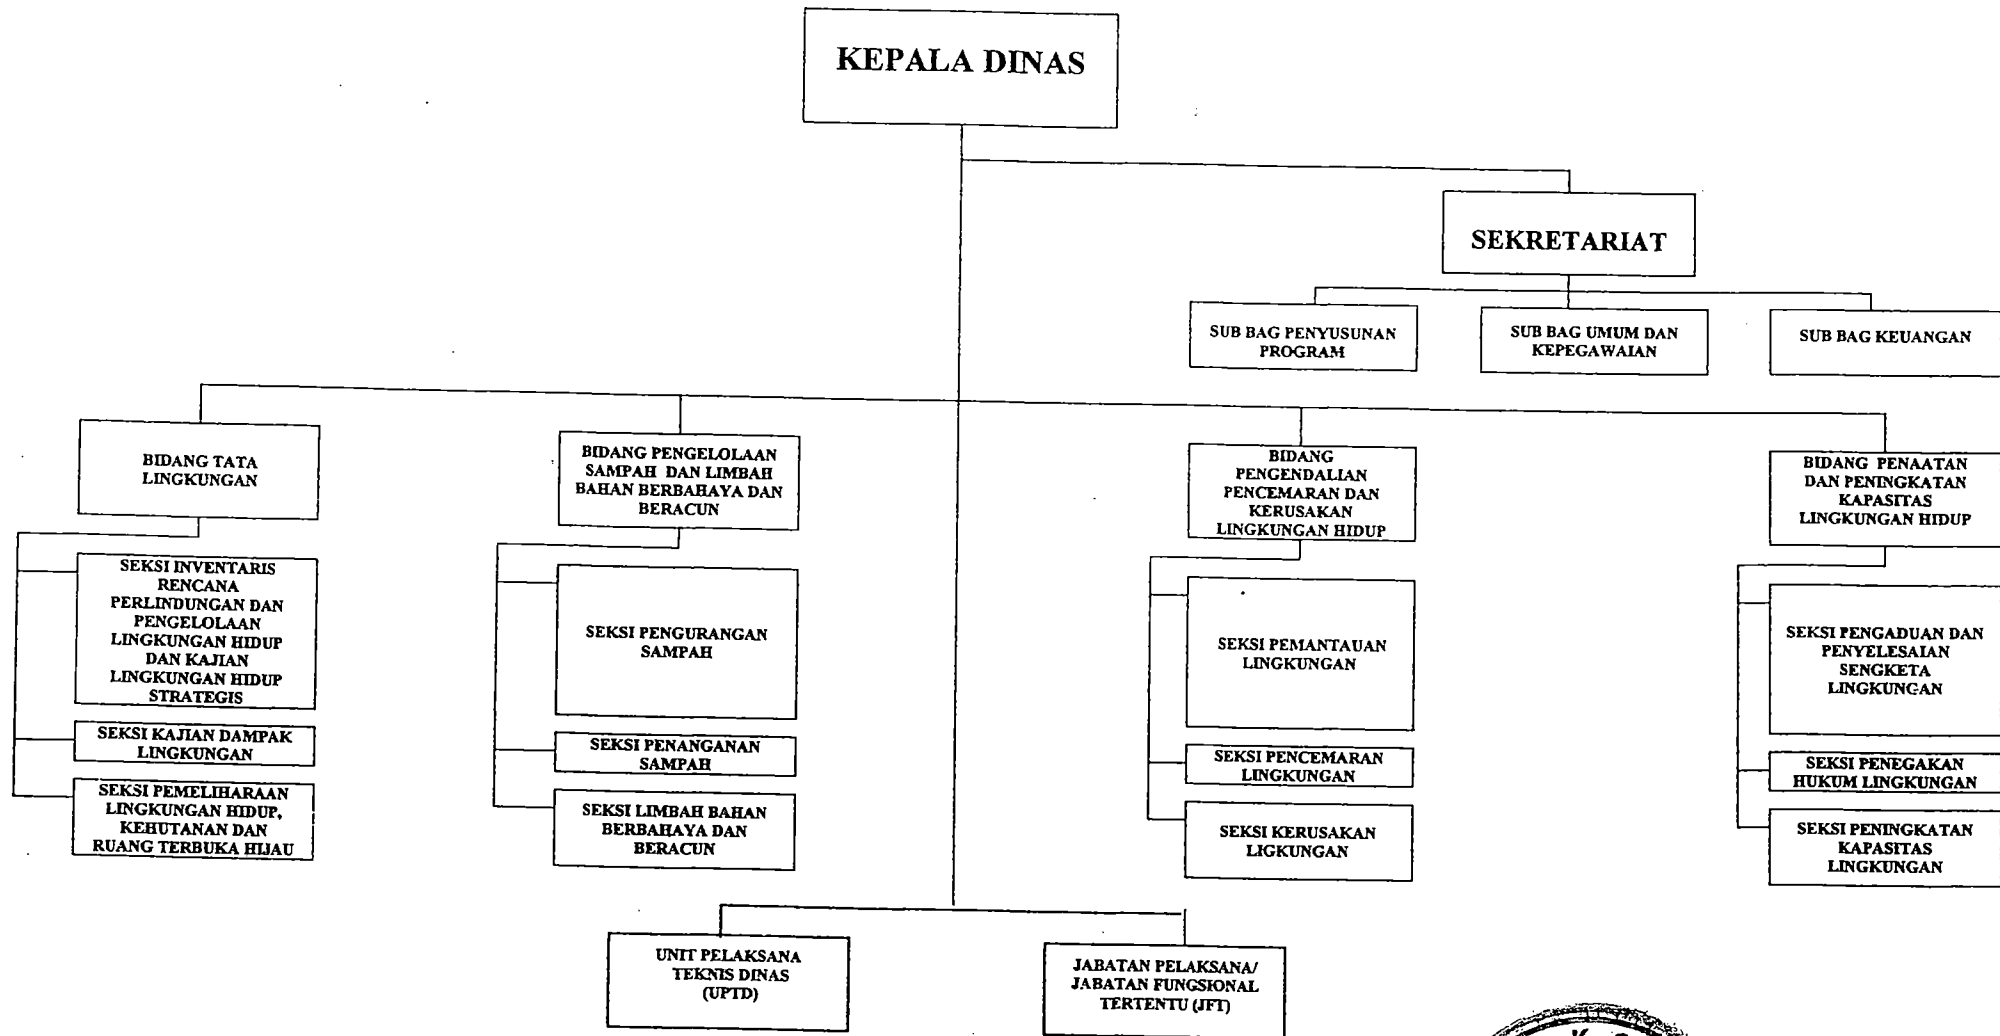 KEPALA DINAS
SEKRETARIAT
SUB BAG PENYUSUNAN
PROGRAM
SUB BAG UMUM DAN
KEPEGAWAIAN
SUB BAG KEUANGAN
BIDANG TATA
LINGKUNGAN
BIDANG PENGELOLAAN
SAMPAH DAN LIMBAH
BAHAN BERBAHAYA DAN
BERACUN
BIDANG
PENGENDALIAN
PENCEMARAN DAN
KERUSAKAN
LINGKUNGAN HIDUP
BIDANG PENAATAN
DAN PENINGKATAN
KAPASITAS
LINGKUNGAN HIDUP
SEKSI INVENTARIS
RENCANA
PERLINDUNGAN DAN
PENGELOLAAN
LINGKUNGAN HIDUP
DAN KAJIAN
LINGKUNGAN HIDUP
STRATEGIS
SEKSI KAJIAN DAMPAK
LINGKUNGAN
SEKSI PEMELIHARAAN
LINGKUNGAN HIDUP,
KEHUTANAN DAN
RUANG TERBUKA HIJAU
SEKSI PENGURANGAN
SAMPAH
SEKSI PENANGANAN
SAMPAH
SEKSI LIMBAH BAHAN
BERBAHAYA DAN
BERACUN
SEKSI PEMANTAUAN
LINGKUNGAN
SEKSI PENCEMARAN
LINGKUNGAN
SEKSI KERUSAKAN
LIGKUNGAN
SEKSI PENGADUAN DAN
PENYELESAIAN
SENGKETA
LINGKUNGAN
SEKSI PENEGAKAN
HUKUM LINGKUNGAN
SEKSI PENINGKATAN
KAPASITAS
LINGKUNGAN
UNIT PELAKSANA
TEKNIS DINAS
(UPTD)
JABATAN PELAKSANA/
JABATAN FUNGSIONAL
TERTENTU (JFT)